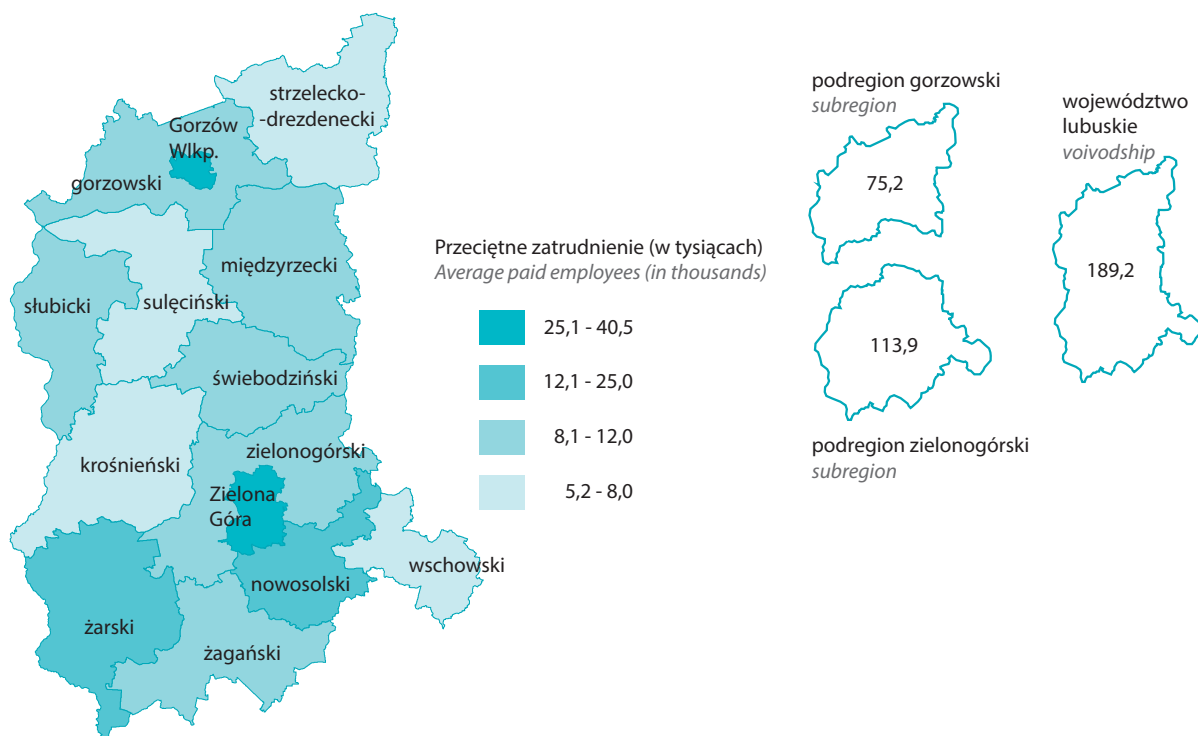 strzelecko-
-drezdenecki
Gorzów
Wlkp.
gorzowski
międzyrzecki
słubicki
sulęciński
świebodziński
krośnieński
zielonogórski
Zielona
Góra
wschowski
nowosolski
żarski
żagański
Przeciętne zatrudnienie (w tysiącach)
Average paid employees (in thousands)
25,1 - 40,5
12,1 - 25,0
8,1 - 12,0
5,2 - 8,0
podregion gorzowski
subregion
75,2
113,9
podregion zielonogórski
subregion
województwo
lubuskie
voivodship
189,2